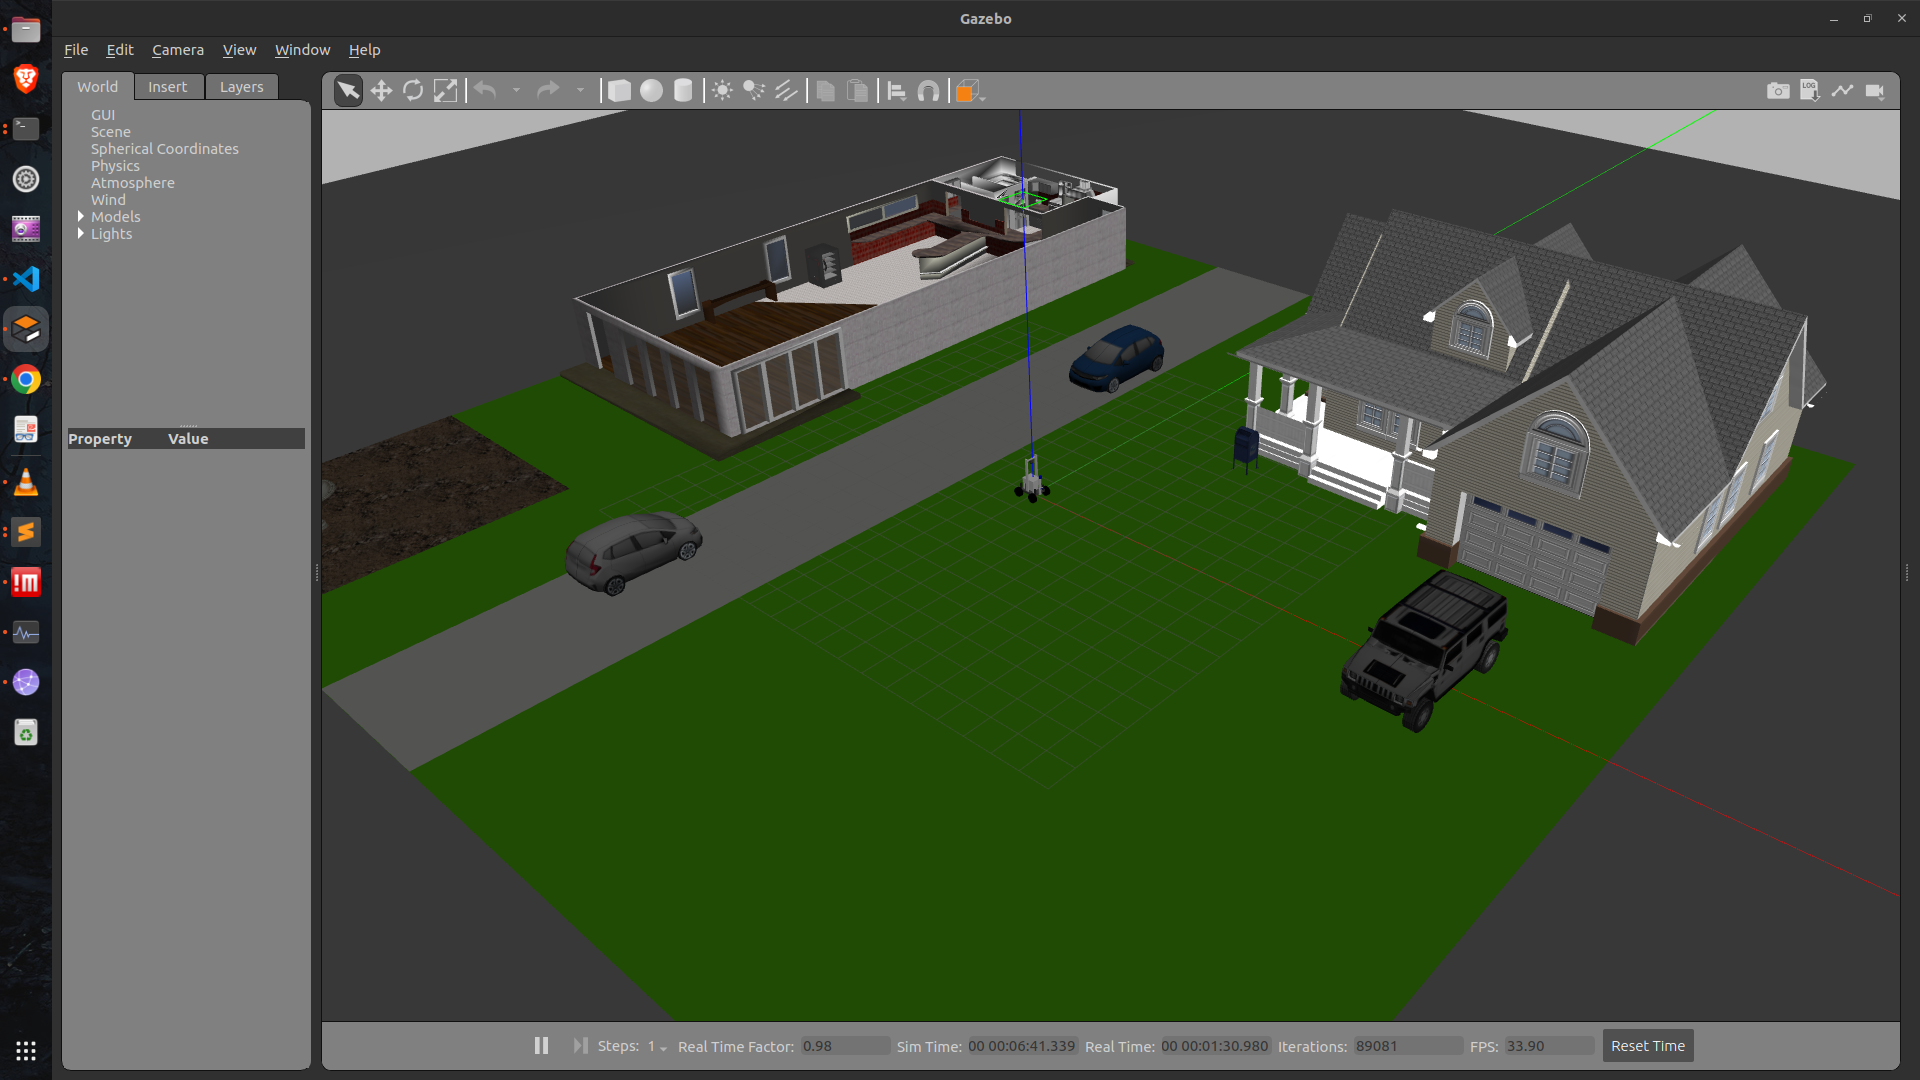 Gazebo
File Edit Camera View Window Help
World Insert Layers
GUI
Scene
Spherical Coordinates
Physics
Atmosphere
Wind
Models
Lights
Property Value
LOG
Steps: 1 Real Time Factor: 0.98 Sim Time: 00 00:06:41.339 Real Time: 00 00:01:30.980 Iterations: 89081 FPS: 33.90 Reset Time